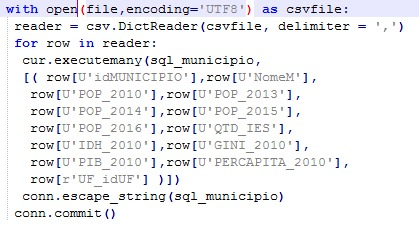 with open(file,encoding='UTF8') as csvfile:
reader = csv.DictReader(csvfile, delimiter = ',')
for row in reader:
cur.executemany(sql_municipio,
[( row[U'idMUNICIPIO'],row[U'NomeM'],
row[U'POP_2010'],row[U'POP_2013'],
row[U'POP_2014'],row[U'POP_2015'],
row[U'POP_2016'],row[U'QTD_IES'],
row[U'IDH_2010'],row[U'GINI_2010'],
row[U'PIB_2010'],row[U'PERCAPITA_2010'],
row[r'UF_idUF'] )])
conn.escape_string(sql_municipio)
conn.commit()